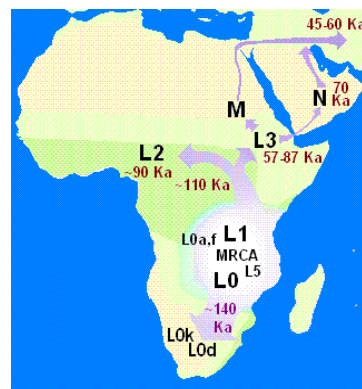 45-60 Ka
M
N
70
Ka
L3
57-87 Ka
L2
~90 Ka
~110 Ka
L0a,f
L1
MRCA
L5
L0
~140
Ka
L0k
L0d